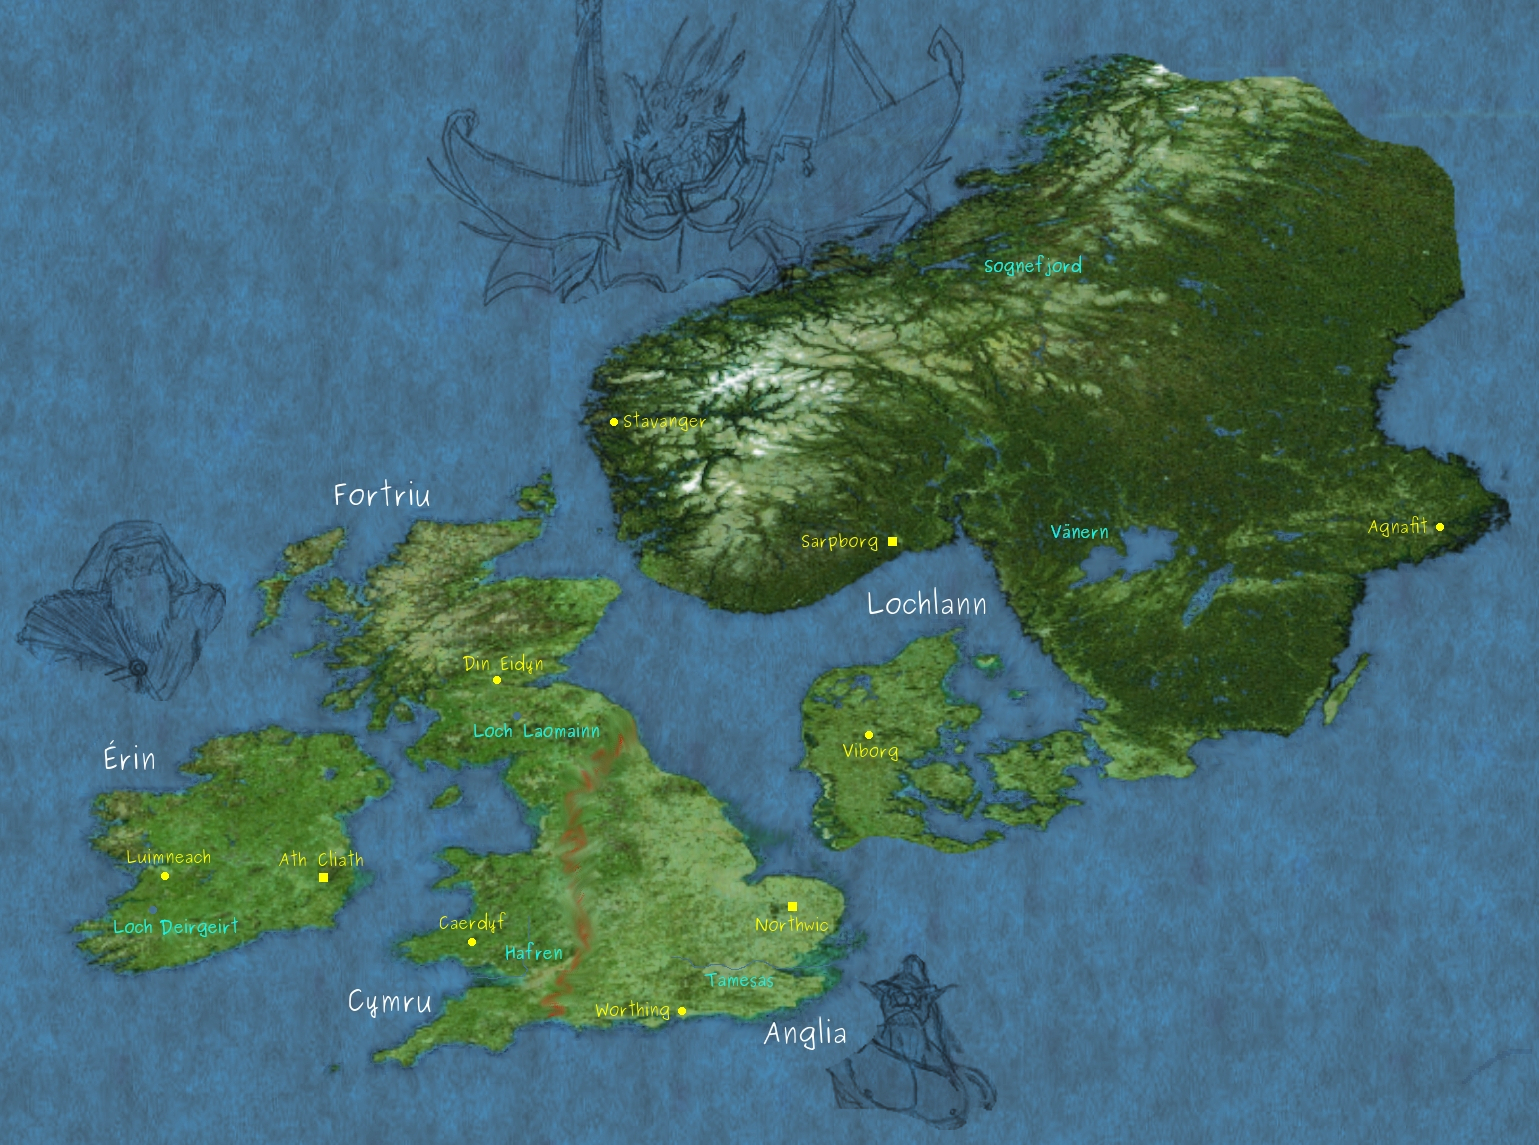 Sognefjord
Stavanger
Fortriu
Vänern
Agnafit
Sarpborg
Lochlann
Din Eidyn
Loch Laomainn
Viborg
Érin
Luimneach
Ath Cliath
Loch Deirgeirt
Caerdyf
Northwic
Hafren
Tamesas
Cymru
Worthing
Anglia